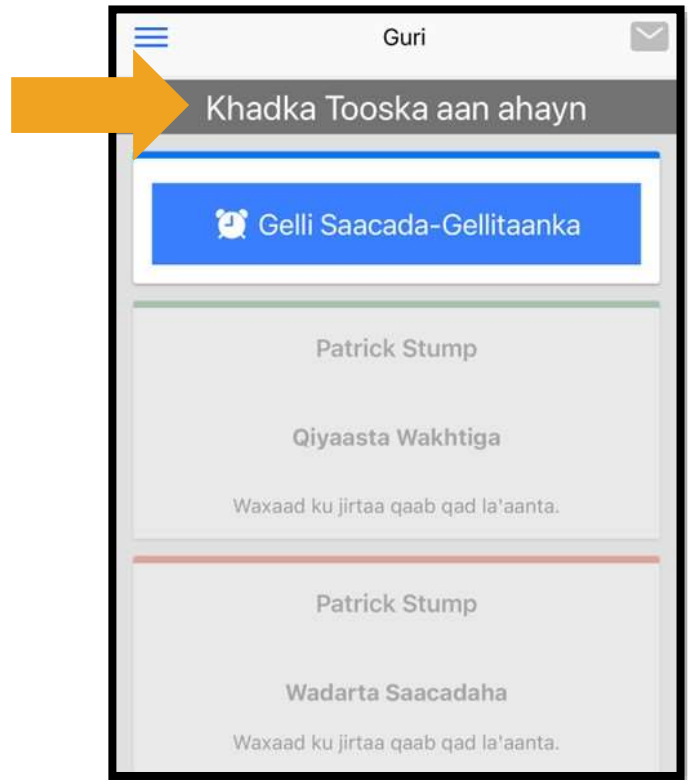 Guri
Khadka Tooska aan ahayn
Gelli Saacada-Gellitaanka
Patrick Stump
Qiyaasta Wakhtiga
Waxaad ku jirtaa qaab qad la'aanta.
Patrick Stump
Wadarta Saacadaha
Waxaad ku jirtaa qaab qad la'aanta.